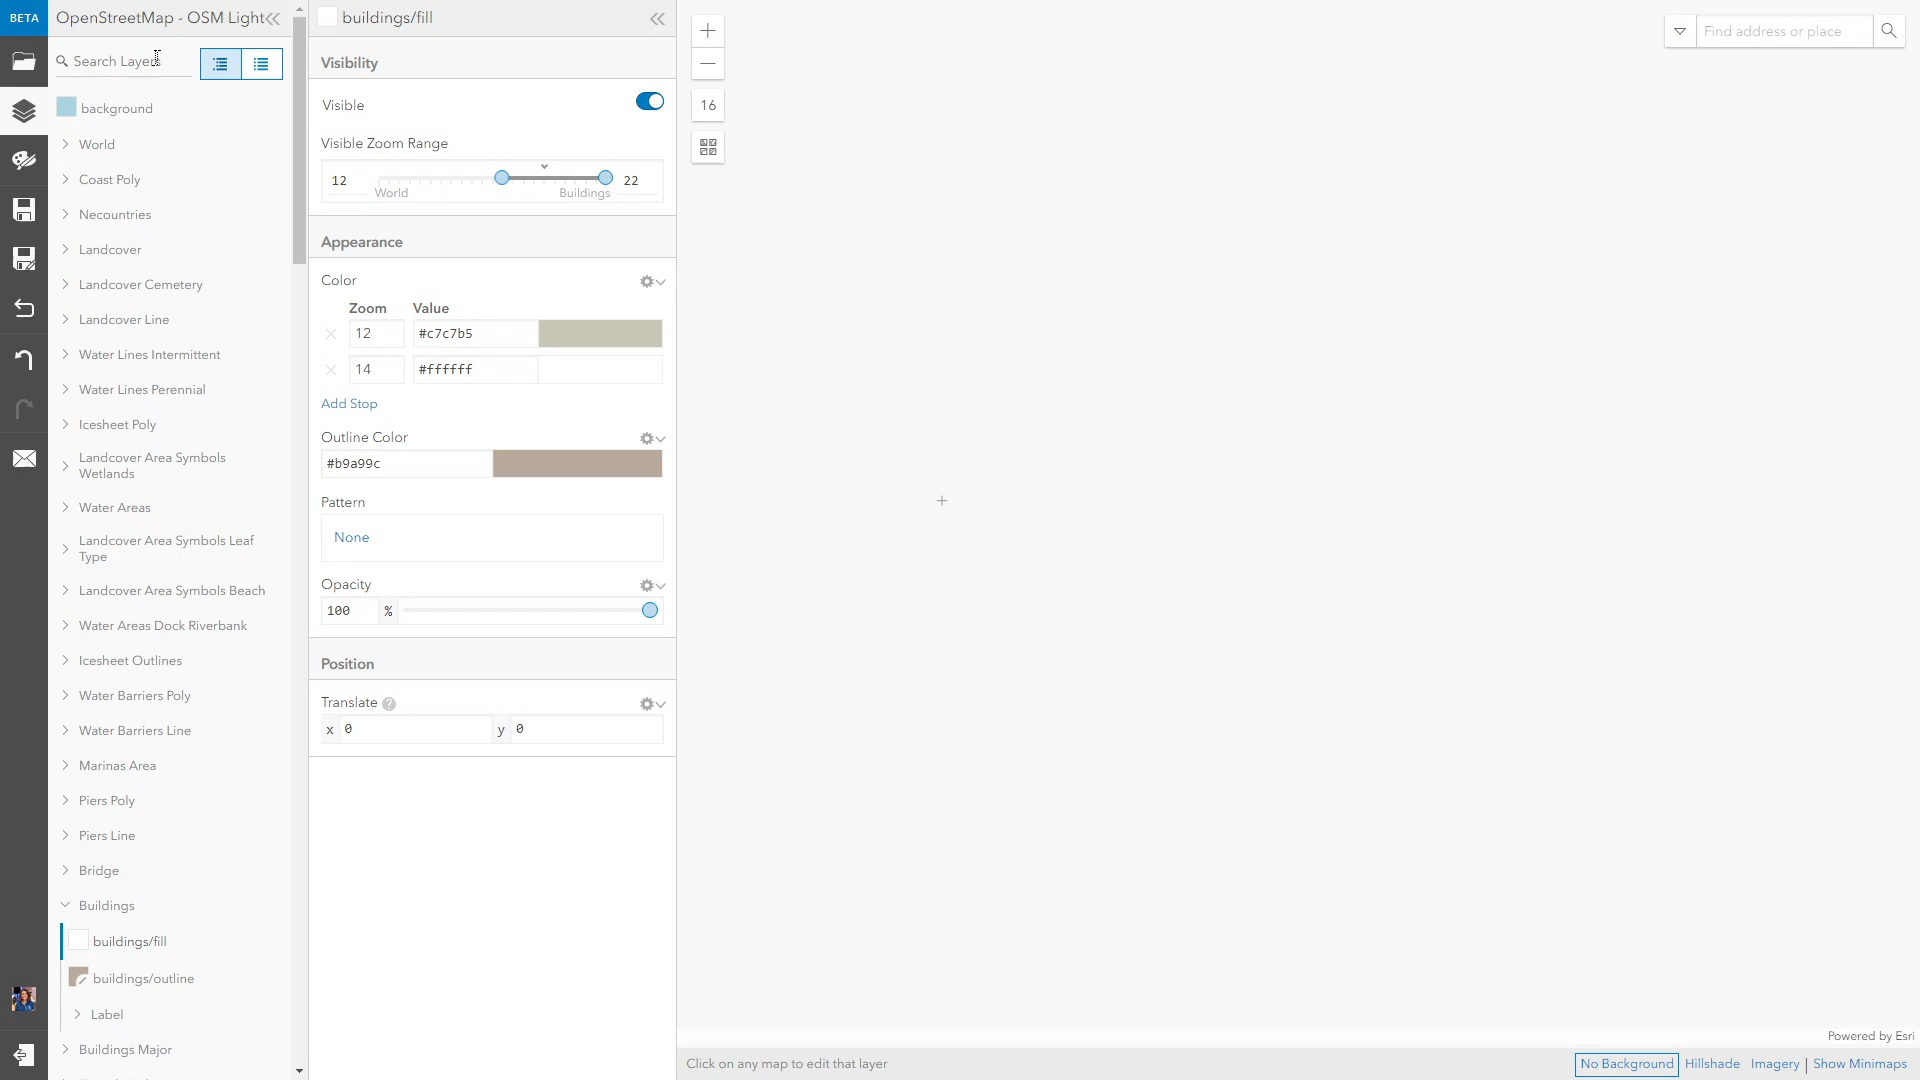 BETA
OpenStreetMap - OSM Light
Search Layers
background
World
Coast Poly
Necountries
Landcover
Landcover Cemetery
Landcover Line
Water Lines Intermittent
Water Lines Perennial
Icesheet Poly
Landcover Area Symbols
Wetlands
Water Areas
Landcover Area Symbols Leaf
Type
Landcover Area Symbols Beach
Water Areas Dock Riverbank
Icesheet Outlines
Water Barriers Poly
Water Barriers Line
Marinas Area
Piers Poly
Piers Line
Bridge
Buildings
buildings/fill
buildings/outline
Label
Buildings Major
buildings/fill
Visibility
Visible
Visible Zoom Range
12
22
World
Buildings
Appearance
Color
Zoom Value
12 #c7c7b5
14 #ffffff
Add Stop
Outline Color
#b9a99c
Pattern
None
Opacity
100 %
Position
Translate ?
x 0 y 0
16
Find address or place
Powered by Esri
Click on any map to edit that layer
No Background Hillshade Imagery | Show Minimaps